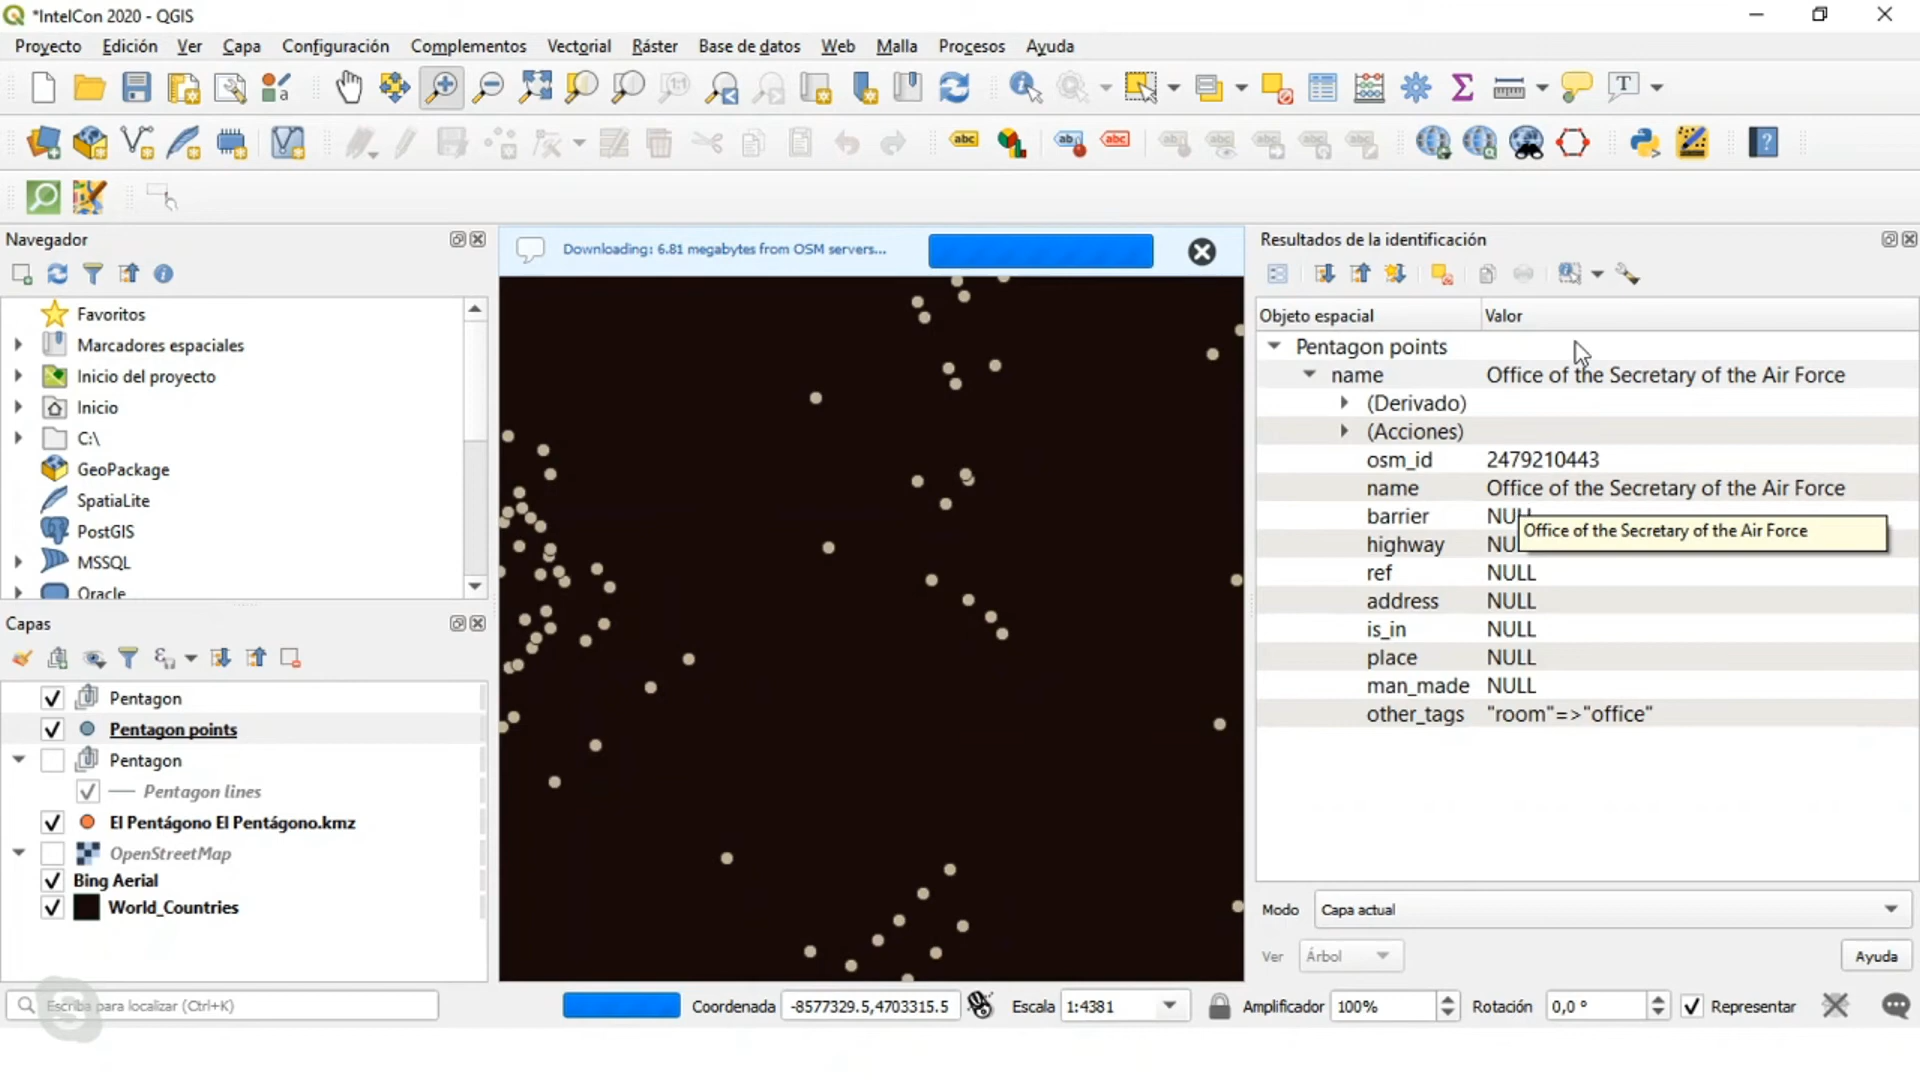 *IntelCon 2020 - QGIS
Proyecto Edición Ver Capa Configuración Complementos Vectorial Ráster Base de datos Web Malla Procesos Ayuda
Navegador
Favoritos
Marcadores espaciales
Inicio del proyecto
Inicio
C:\
GeoPackage
SpatiaLite
PostGIS
MSSQL
Oracle
Capas
Pentagon
Pentagon points
Pentagon
Pentagon lines
El Pentágono El Pentágono.kmz
OpenStreetMap
Bing Aerial
World_Countries
Downloading: 6.81 megabytes from OSM servers...
Resultados de la identificación
Objeto espacial Valor
Pentagon points
name Office of the Secretary of the Air Force
(Derivado)
(Acciones)
osm_id 2479210443
name Office of the Secretary of the Air Force
barrier NULL
Office of the Secretary of the Air Force
highway NU
ref NULL
address NULL
is_in NULL
place NULL
man_made NULL
other_tags "room"=>"office"
Modo Capa actual
Ver Árbol Ayuda
Escriba para localizar (Ctrl+K) Coordenada -8577329.5,4703315.5 Escala 1:4381 Amplificador 100% Rotación 0,0 ° Representar